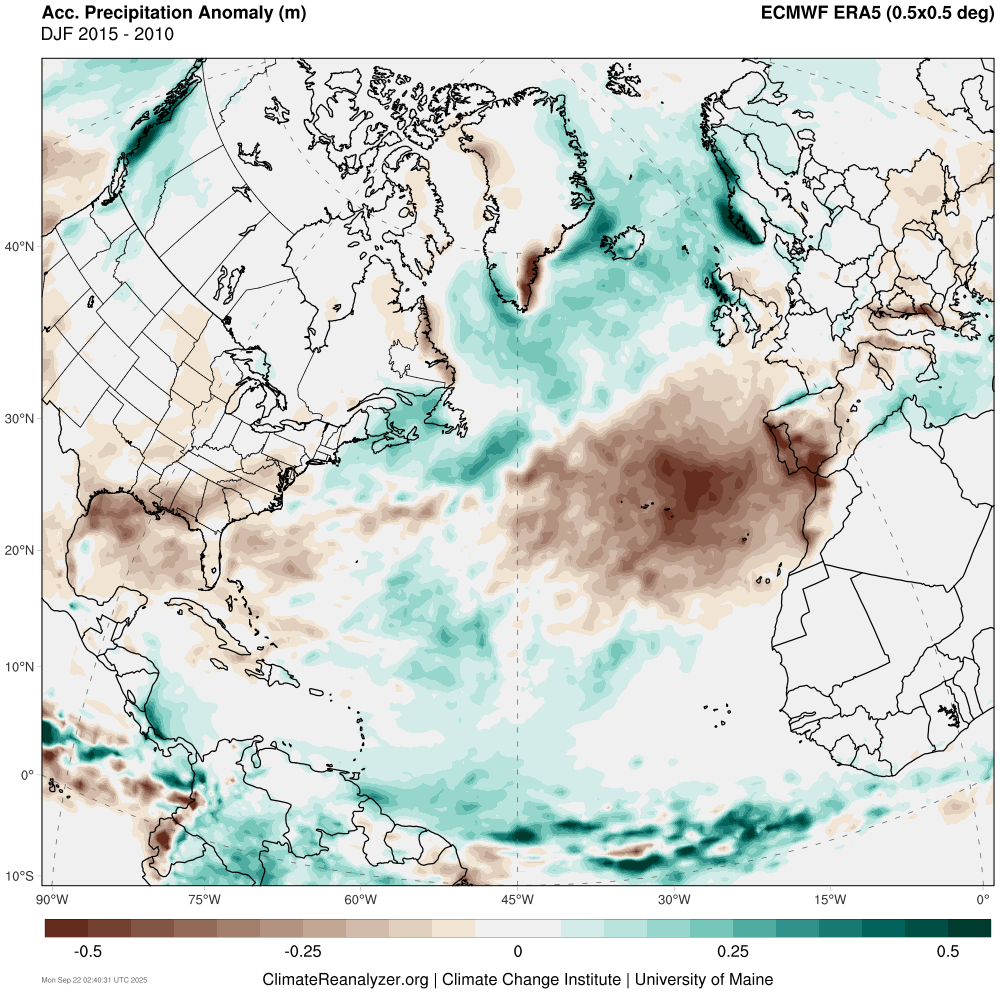 Acc. Precipitation Anomaly (m)
ECMWF ERA5 (0.5x0.5 deg)
DJF 2015 - 2010
40°N
30°N
20°N
10°N
0°
10°S
90°W 75°W 60°W 45°W 30°W 15°W 0°
-0.5 -0.25 0 0.25 0.5
Mon Sep 22 02:40:31 UTC 2025
ClimateReanalyzer.org | Climate Change Institute | University of Maine